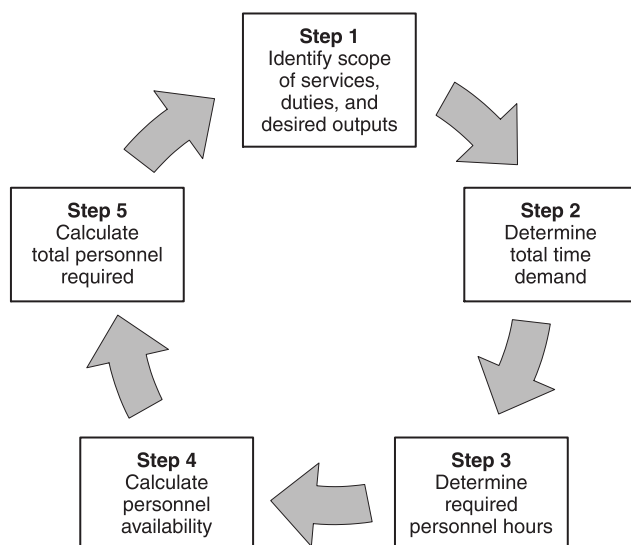 Step 1
Identify scope
of services,
duties, and
desired outputs
Step 2
Determine
total time
demand
Step 3
Determine
required
personnel hours
Step 4
Calculate
personnel
availability
Step 5
Calculate
total personnel
required